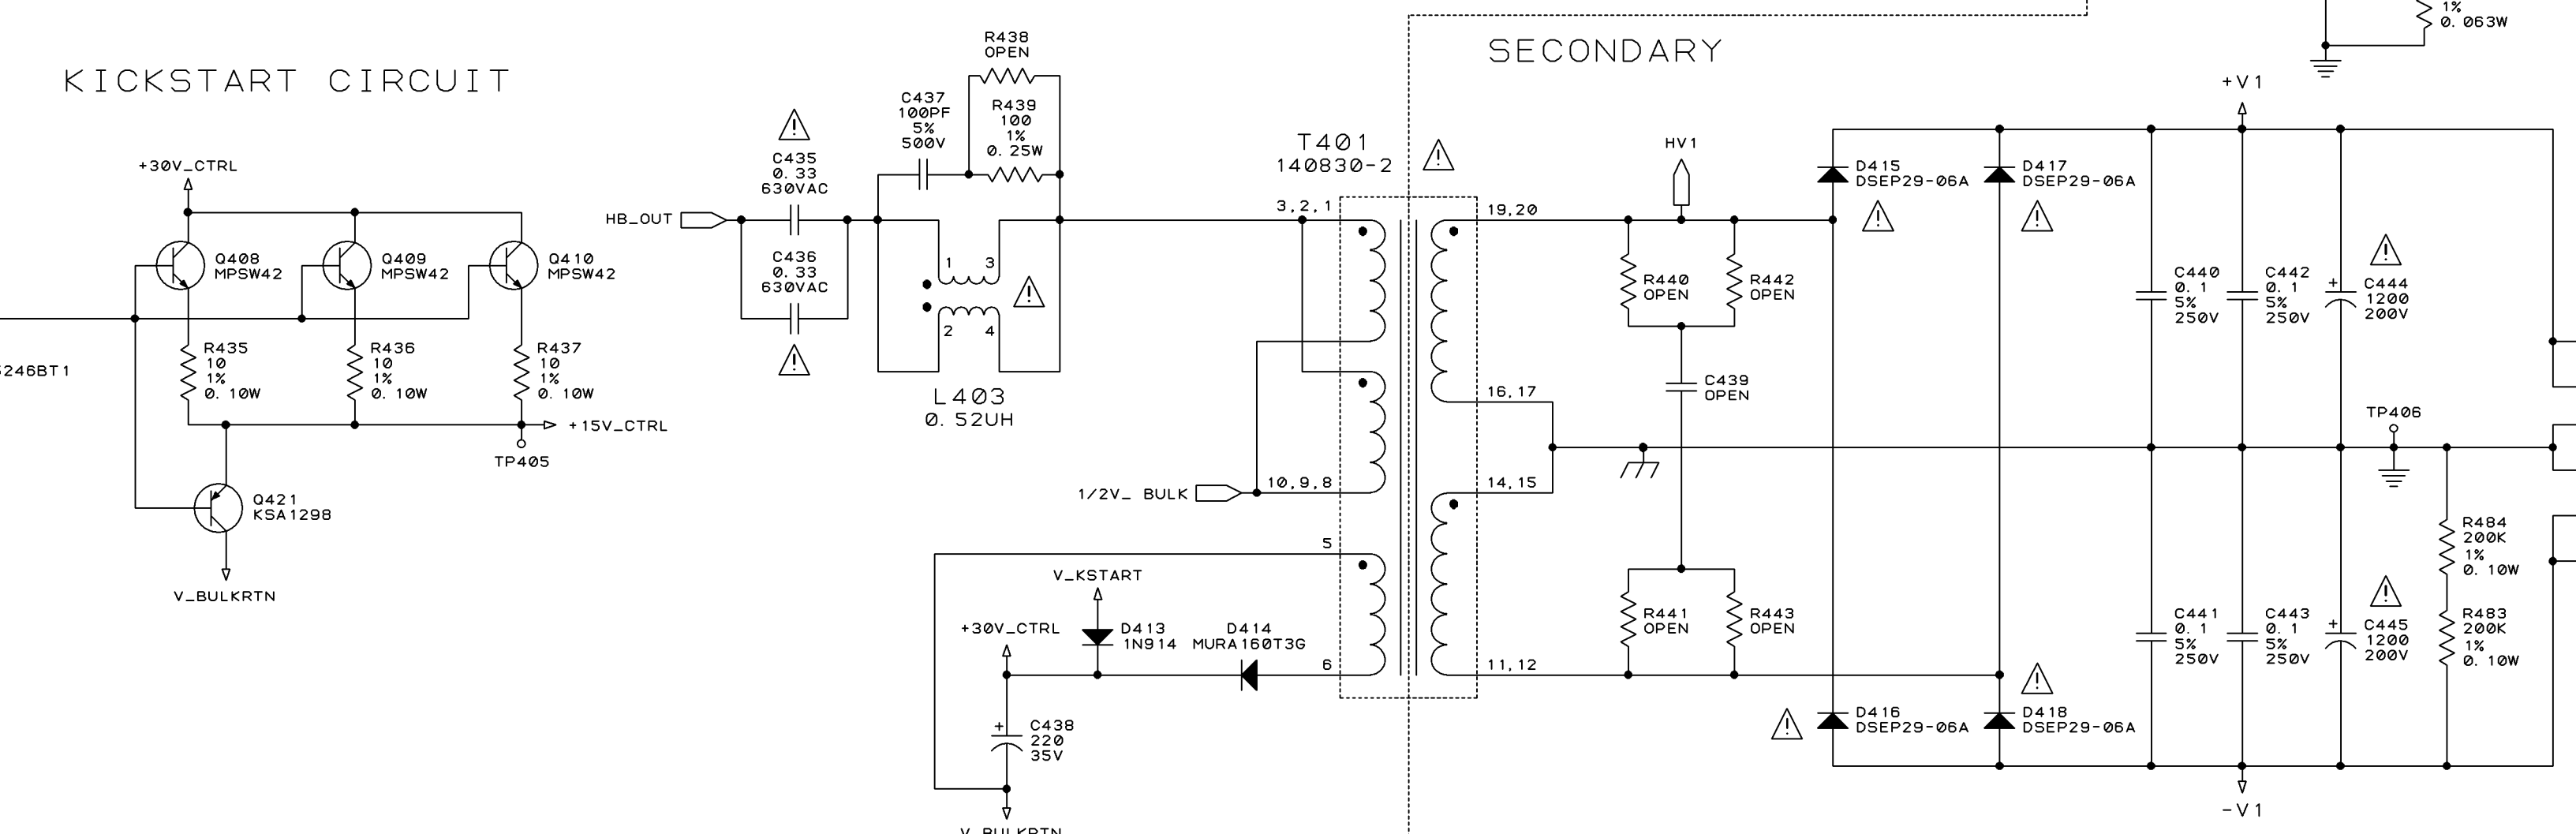 1%
0.063W
KICKSTART CIRCUIT
SECONDARY
R438
OPEN
+V1
C437
100PF
5%
500V
R439
100
1%
0.25W
T401
140830-2
HV1
+30V_CTRL
C435
0.33
630VAC
D415
DSEP29-06A
D417
DSEP29-06A
HB_OUT
3,2,1
19,20
Q408
MPSW42
Q409
MPSW42
Q410
MPSW42
C436
0.33
630VAC
1
3
2
4
R440
OPEN
R442
OPEN
C440
0.1
5%
250V
C442
0.1
5%
250V
+
C444
1200
200V
5246BT1
R435
10
1%
0.10W
R436
10
1%
0.10W
R437
10
1%
0.10W
L403
0.52UH
16,17
C439
OPEN
+15V_CTRL
TP405
TP406
1/2V_ BULK
10,9,8
14,15
Q421
KSA1298
V_BULKRTN
5
R484
200K
1%
0.10W
V_KSTART
+30V_CTRL
D413
1N914
D414
MURA160T3G
6
11,12
R441
OPEN
R443
OPEN
C441
0.1
5%
250V
C443
0.1
5%
250V
+
C445
1200
200V
R483
200K
1%
0.10W
+
C438
220
35V
D416
DSEP29-06A
D418
DSEP29-06A
-V1
V_BULKRTN